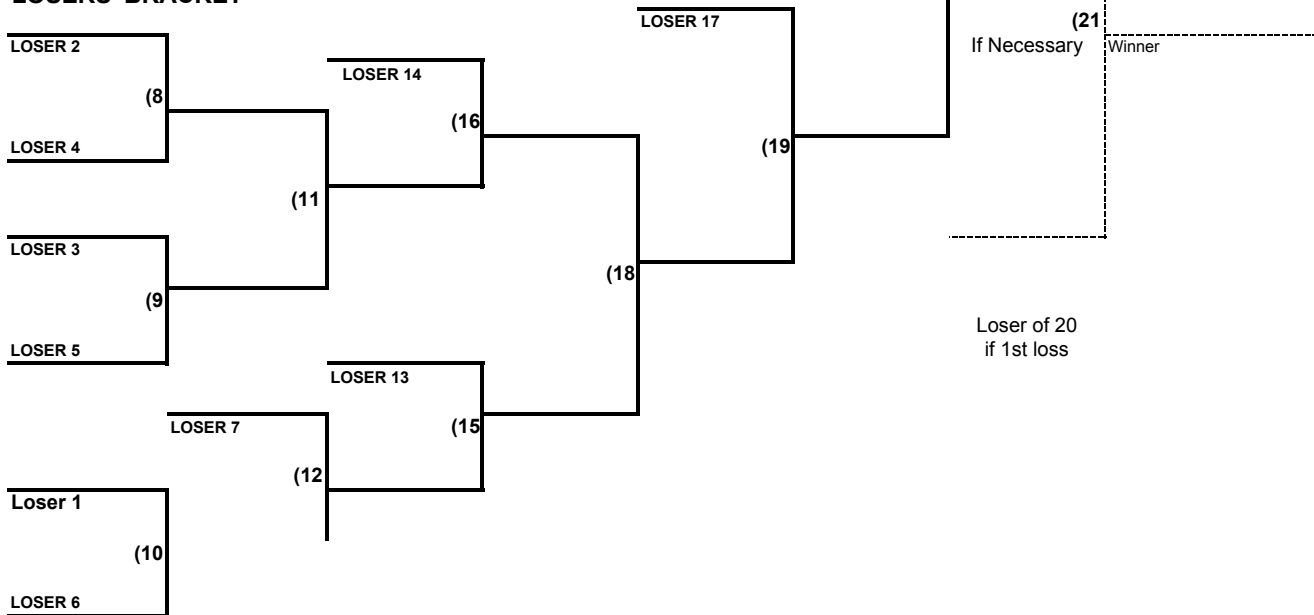 LOSERS' BRACKET
LOSER 2
(8
LOSER 4
LOSER 3
(9
LOSER 5
Loser 1
(10
LOSER 6
(11
LOSER 7
(12
LOSER 14
(16
LOSER 13
(15
(18
LOSER 17
(19
(21
If Necessary
Winner
Loser of 20
if 1st loss